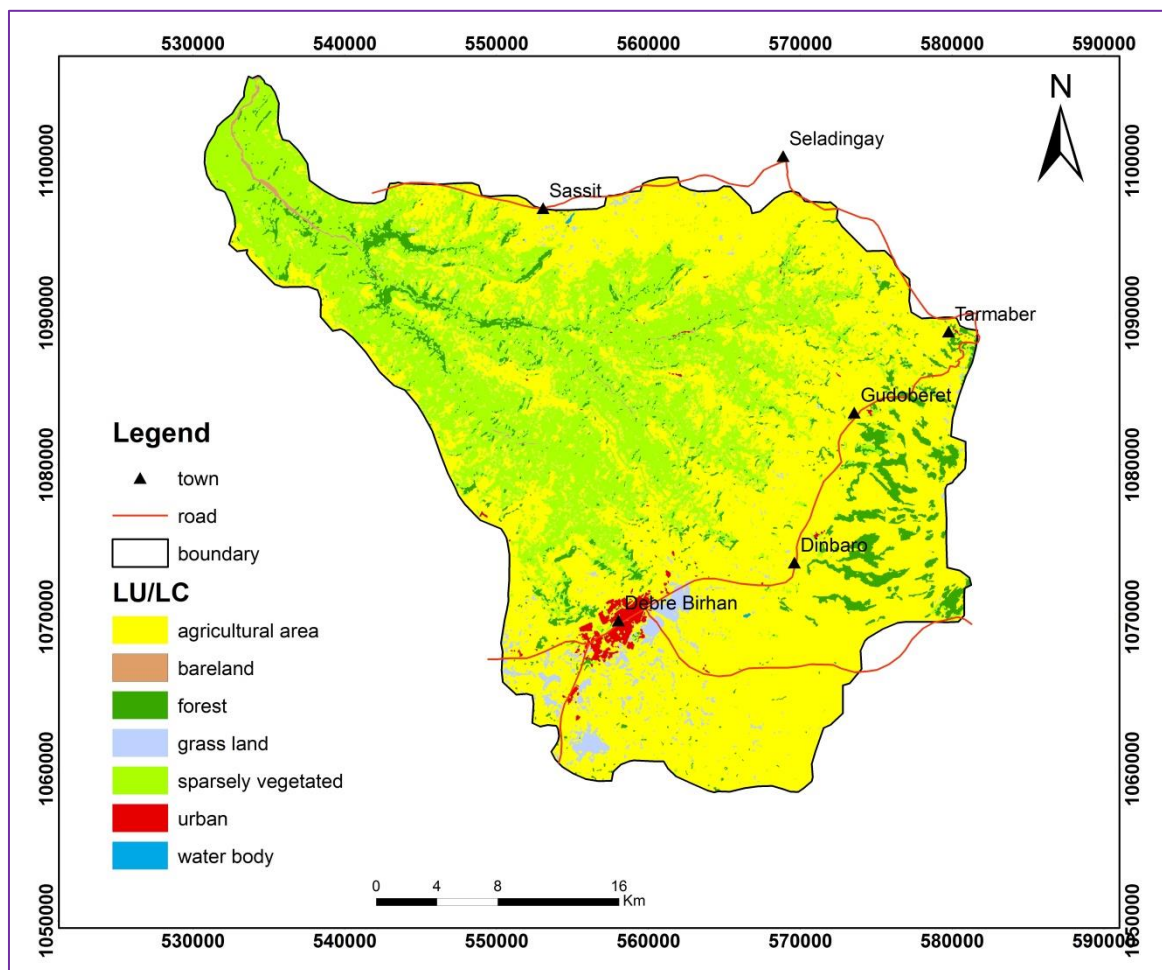 530000 540000 550000 560000 570000 580000 590000
N
1100000 1100000
Seladingay
Sassit
1090000 1090000
Tarmaber
Gudoberet
1080000 1080000
Legend
town
road
boundary
Dinbaro
1070000 1070000
Debre Birhan
LU/LC
agricultural area
bareland
forest
grass land
sparsely vegetated
urban
water body
1060000 1060000
0 4 8 16
Km
1050000 1050000
530000 540000 550000 560000 570000 580000 590000